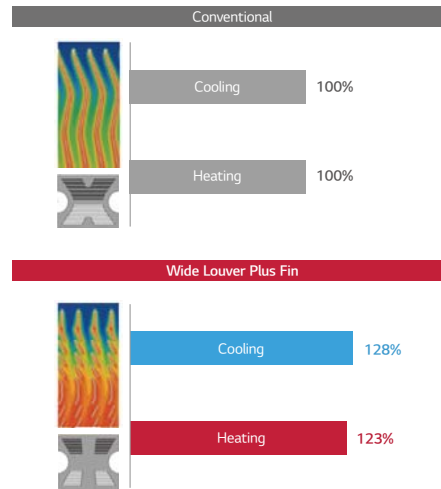 Conventional
Cooling 100%
Heating 100%
Wide Louver Plus Fin
Cooling 128%
Heating 123%